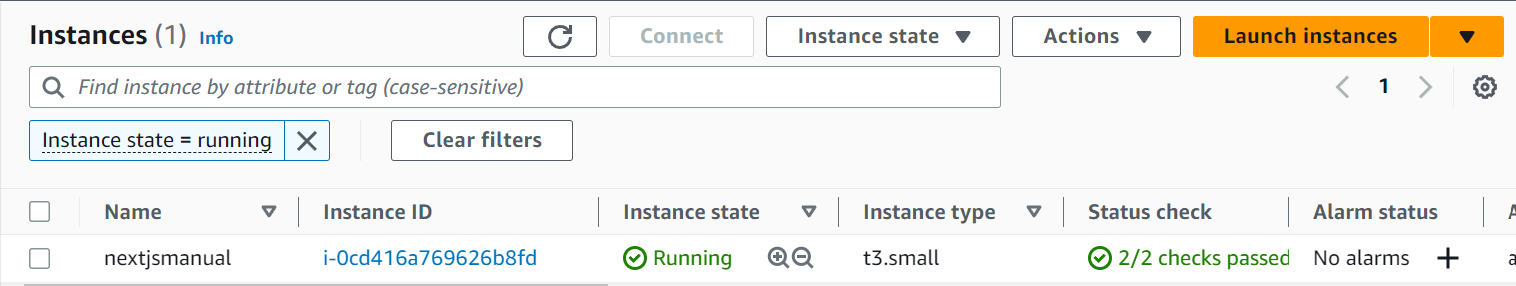 Instances (1) Info Connect Instance state Actions Launch instances
Find instance by attribute or tag (case-sensitive) 1
Instance state = running Clear filters
Name Instance ID Instance state Instance type Status check Alarm status
nextjsmanual i-0cd416a769626b8fd Running t3.small 2/2 checks passed No alarms